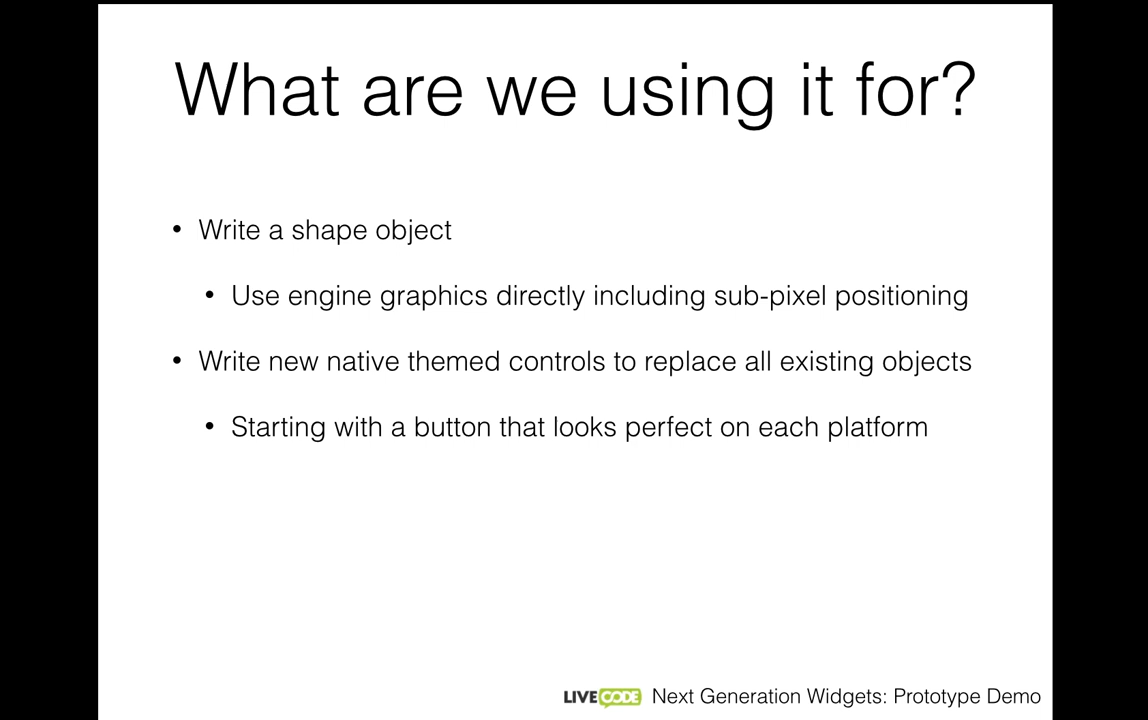 What are we using it for?
• Write a shape object
• Use engine graphics directly including sub-pixel positioning
• Write new native themed controls to replace all existing objects
• Starting with a button that looks perfect on each platform
LIVECODE Next Generation Widgets: Prototype Demo